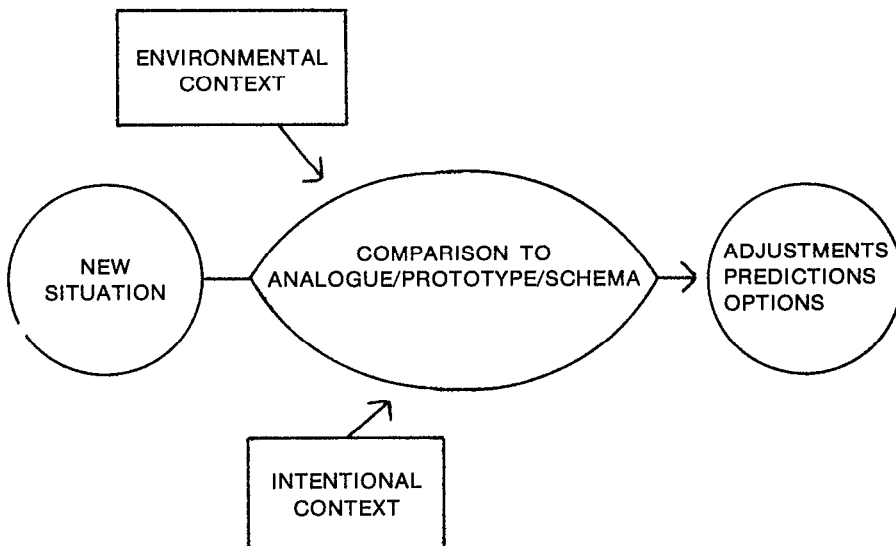 ENVIRONMENTAL
CONTEXT
NEW
SITUATION
COMPARISON TO
ANALOGUE/PROTOTYPE/SCHEMA
ADJUSTMENTS
PREDICTIONS
OPTIONS
INTENTIONAL
CONTEXT